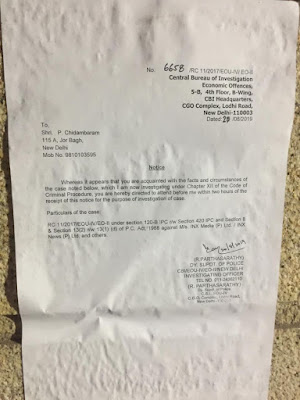 No. 6658 /RC 11/2017/EOU-IV/ EO-II
Central Bureau of Investigation
Economic Offences,
5-B, 4th Floor, B-Wing,
CBI Headquarters,
CGO Complex, Lodhi Road,
New Delhi-110003
Dated 20/08/2019
To,
Shri. P. Chidambaram
115 A, Jor Bagh,
New Delhi
Mob No. 9810103595
Notice
Whereas it appears that you are acquainted with the facts and circumstances of
the case noted below, which I am now investigating under Chapter XII of the Code of
Criminal Procedure, you are hereby directed to attend before me within two hours of the
receipt of this notice for the purpose of investigation of case.
Particulars of the case:
RC 11/2017/EOU-IV/EO-II under section 120-B IPC r/w Section 420 IPC and Section 8
& Section 13(2) r/w 13(1) (d) of P.C. Act, 1988 against M/s. INX Media (P) Ltd. / INX
News (P) Ltd. and others.
(R.PARTHASARATHY)
DY. SUPDT. OF POLICE
INVESTIGATING OFFICER
(R. PARTHASARATHY)
New Delhi